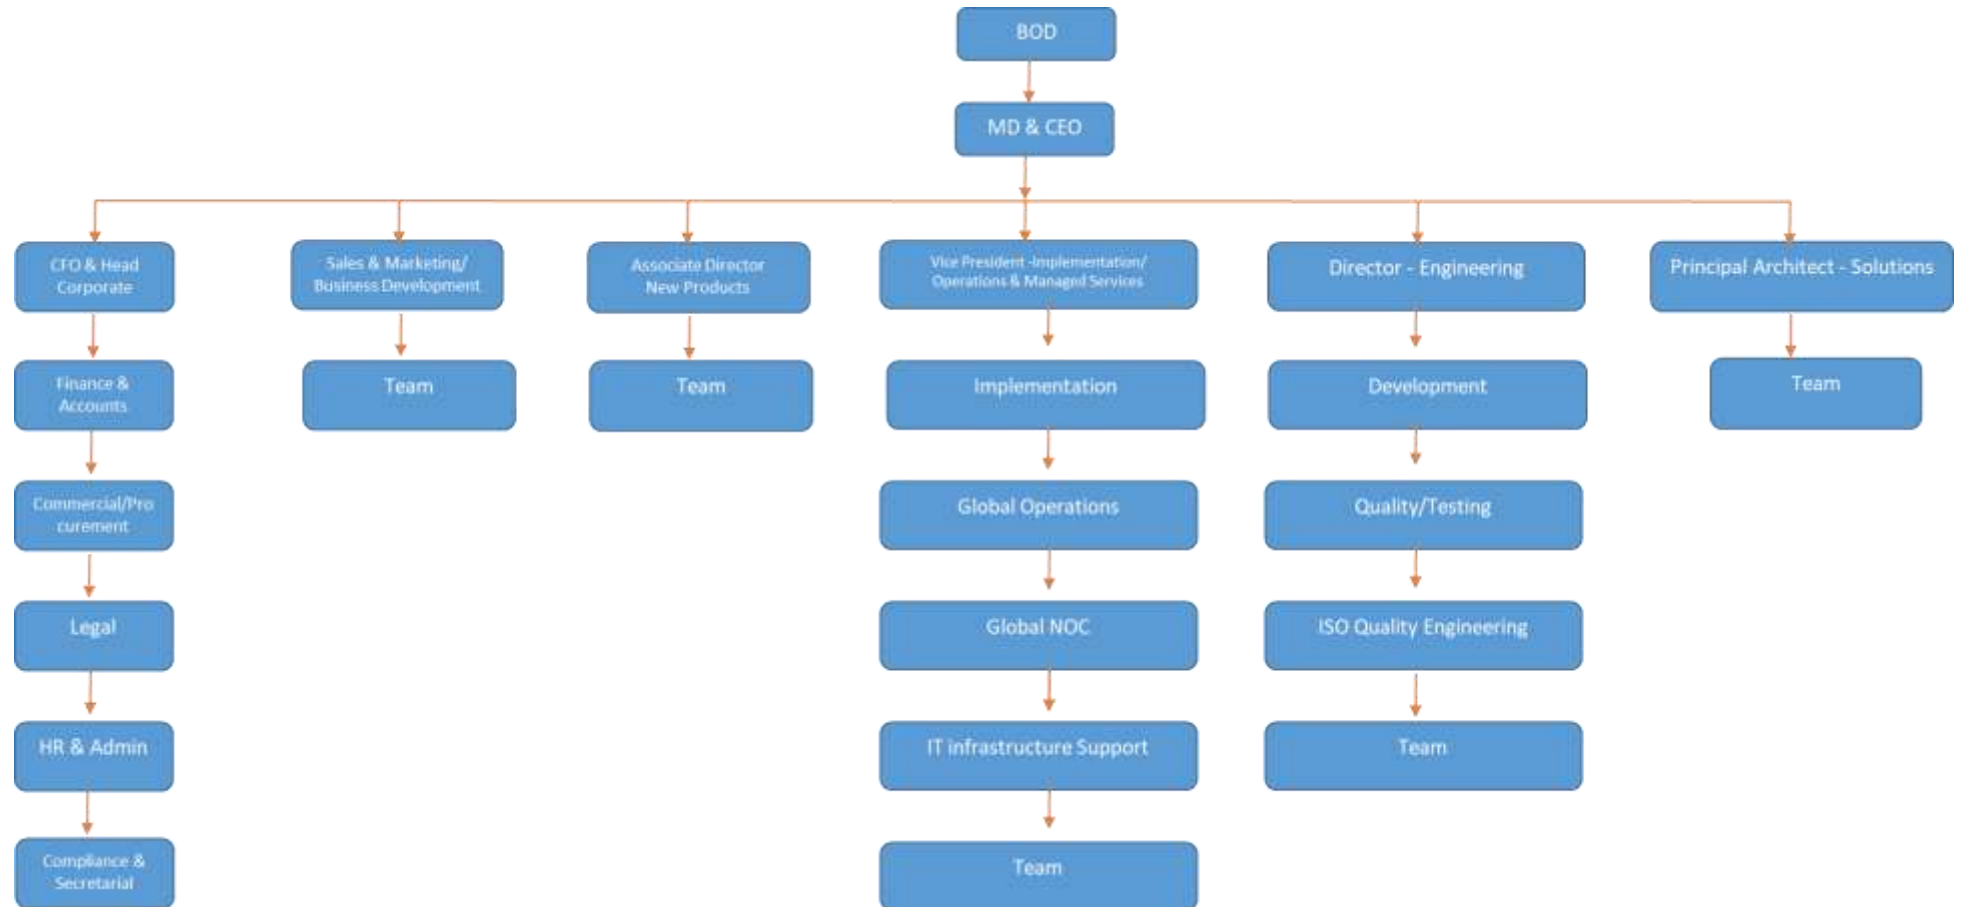 BOD
MD & CEO
CFO & Head
Corporate
Sales & Marketing/
Business Development
Associate Director
New Products
Vice President -Implementation/
Operations & Managed Services
Director - Engineering
Principal Architect - Solutions
Finance &
Accounts
Team
Team
Implementation
Development
Team
Commercial/Pro
curement
Global Operations
Quality/Testing
Legal
Global NOC
ISO Quality Engineering
HR & Admin
IT infrastructure Support
Team
Compliance &
Secretarial
Team